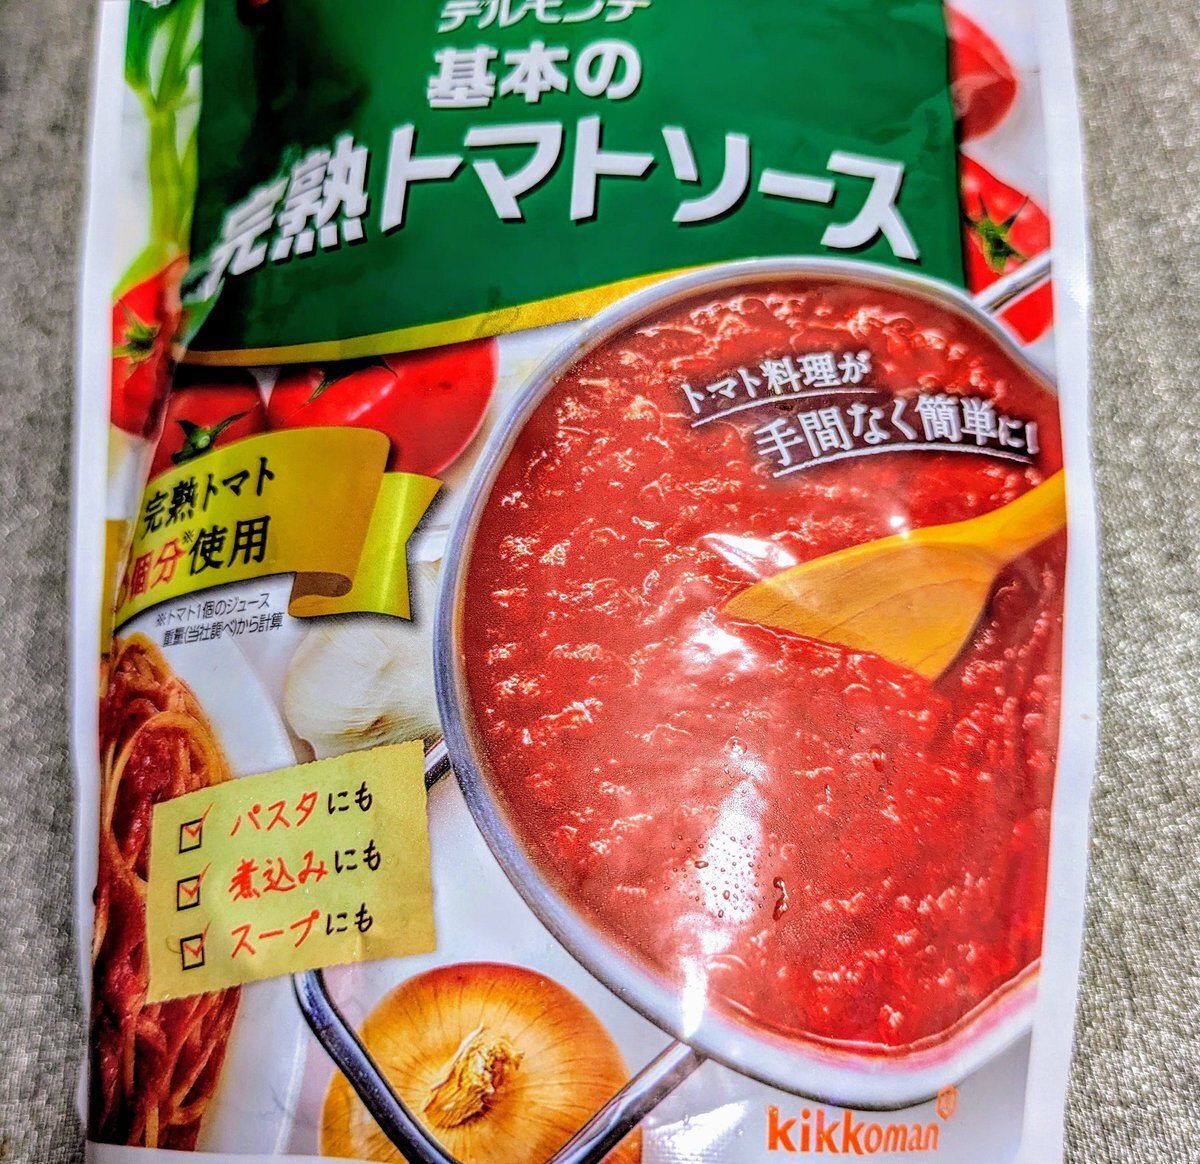 デルモンテ
基本の
完熟トマトソース
トマト料理が
手間なく簡単に!
完熟トマト
個分※使用
※トマト1個のジュース
重量(当社調べ)から計算
パスタにも
煮込みにも
スープにも
kikkoman